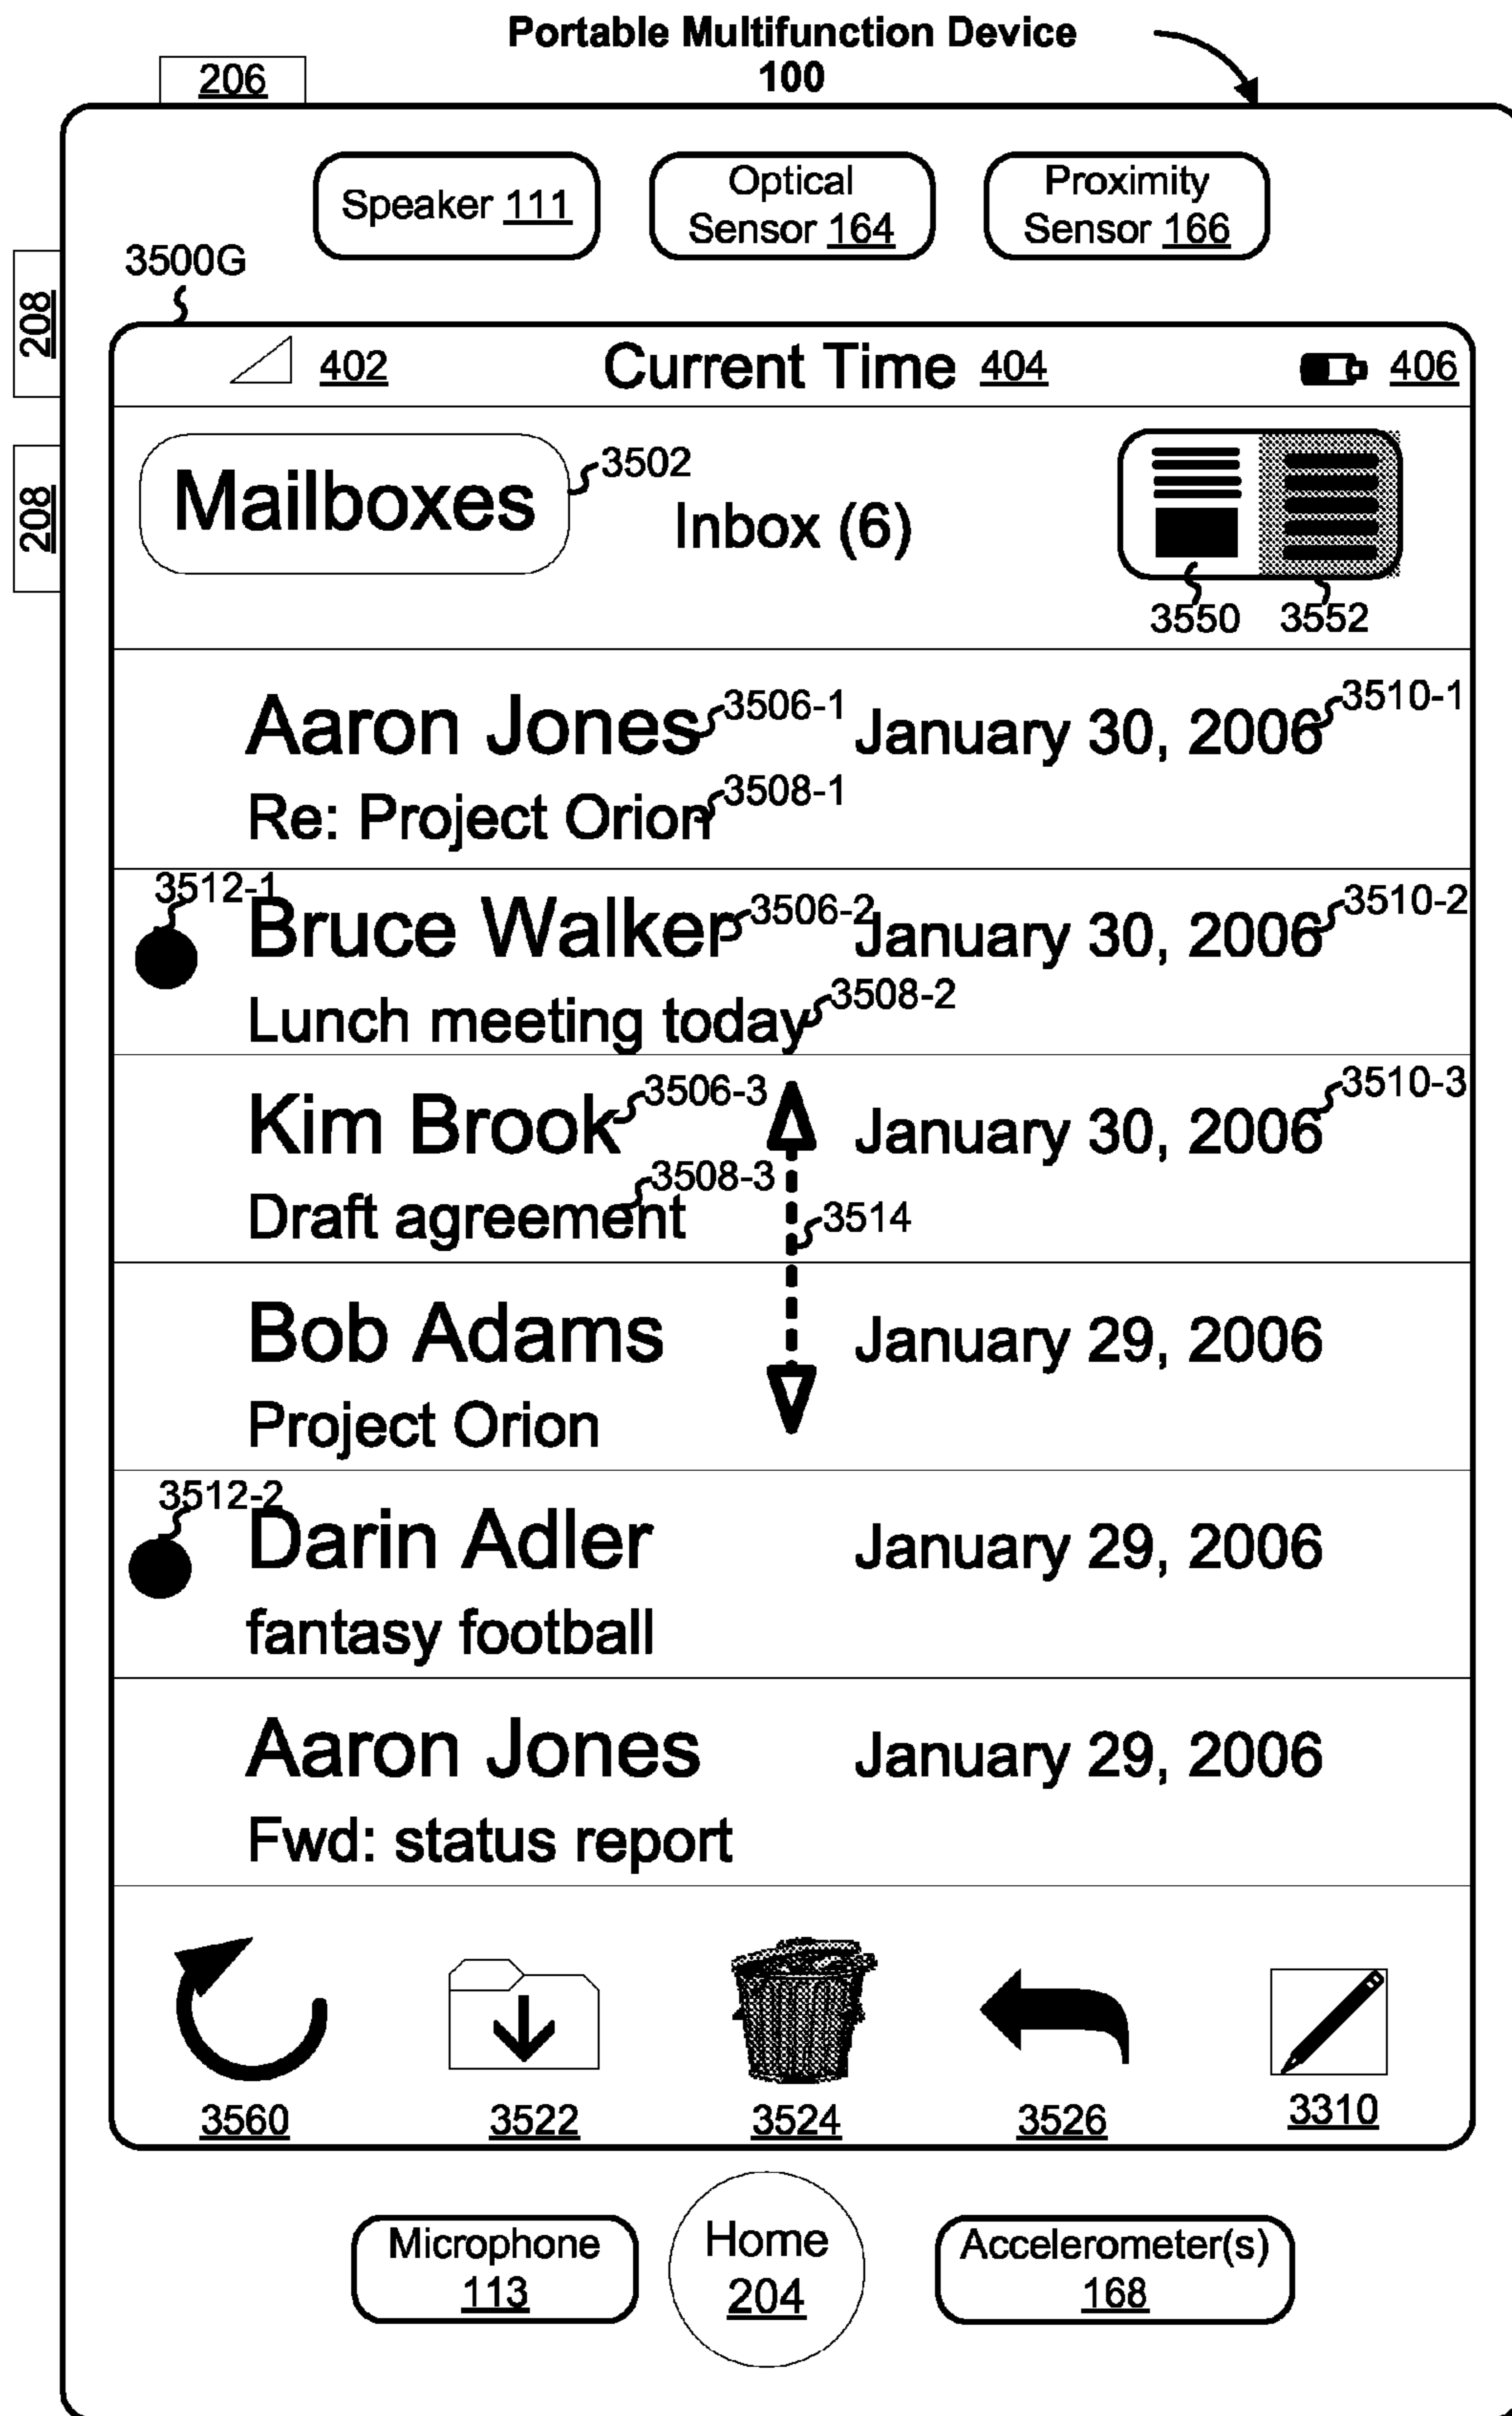 Portable Multifunction Device
100
206
Speaker 111
Optical
Sensor 164
Proximity
Sensor 166
3500G
208
208
402
Current Time 404
406
Mailboxes
3502
Inbox (6)
3550
3552
Aaron Jones
3506-1
January 30, 2006
3510-1
Re: Project Orion
3508-1
3512-1
Bruce Walker
3506-2
January 30, 2006
3510-2
Lunch meeting today
3508-2
Kim Brook
3506-3
January 30, 2006
3510-3
Draft agreement
3508-3
3514
Bob Adams
January 29, 2006
Project Orion
3512-2
Darin Adler
January 29, 2006
fantasy football
Aaron Jones
January 29, 2006
Fwd: status report
3560
3522
3524
3526
3310
Microphone
113
Home
204
Accelerometer(s)
168